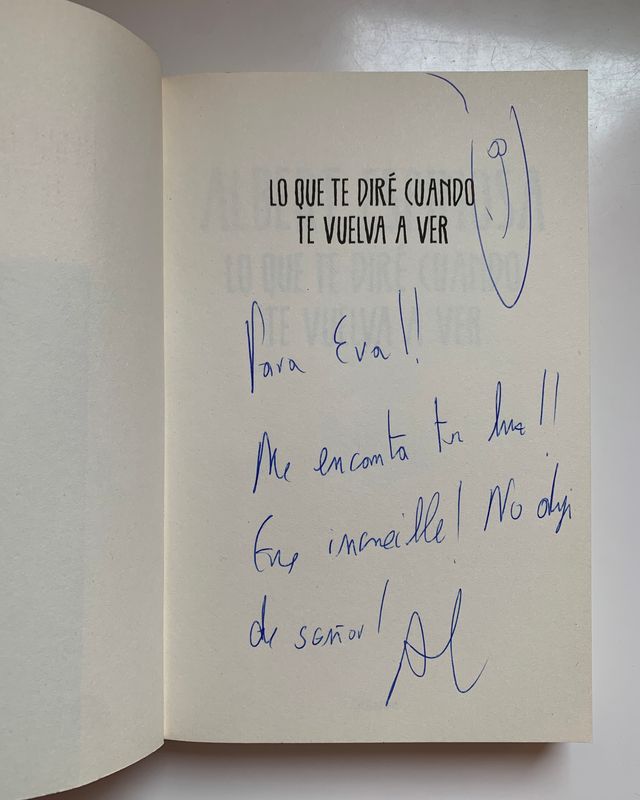 LO QUE TE DIRÉ CUANDO
TE VUELVA A VER
Para Eva!!
Me encanta tu luz!!
Eres increíble! No dejes
de soñar!